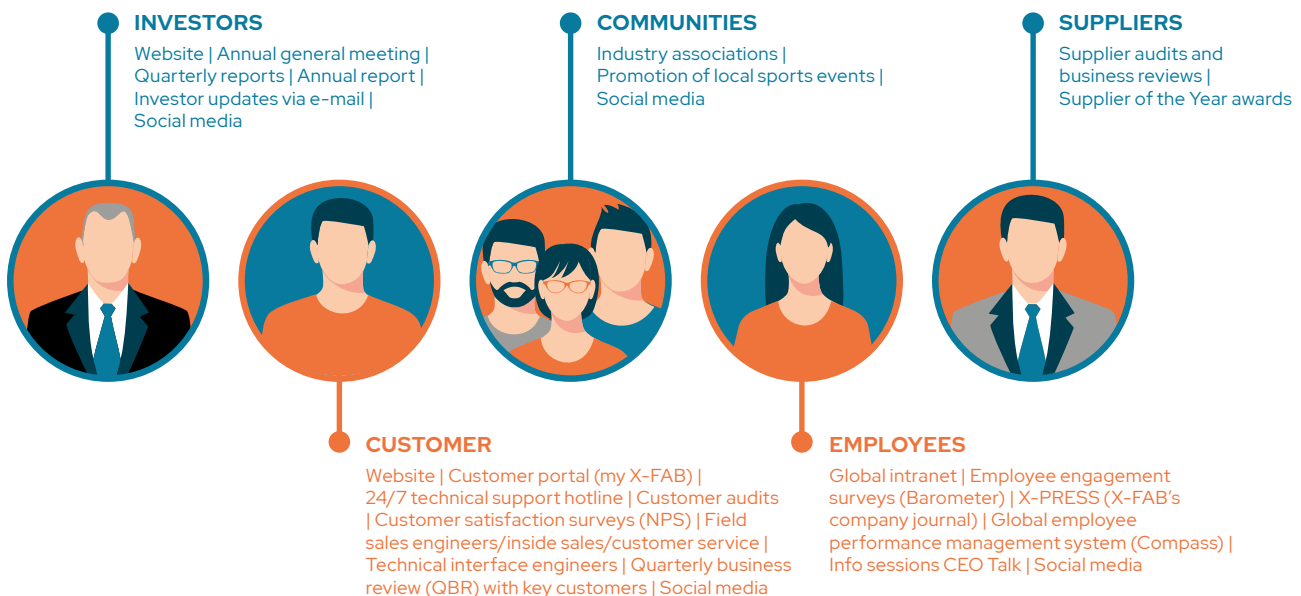 INVESTORS
Website | Annual general meeting |
Quarterly reports | Annual report |
Investor updates via e-mail |
Social media
COMMUNITIES
Industry associations |
Promotion of local sports events |
Social media
SUPPLIERS
Supplier audits and
business reviews |
Supplier of the Year awards
CUSTOMER
Website | Customer portal (my X-FAB) |
24/7 technical support hotline | Customer audits
| Customer satisfaction surveys (NPS) | Field
sales engineers/inside sales/customer service |
Technical interface engineers | Quarterly business
review (QBR) with key customers | Social media
EMPLOYEES
Global intranet | Employee engagement
surveys (Barometer) | X-PRESS (X-FAB’s
company journal) | Global employee
performance management system (Compass) |
Info sessions CEO Talk | Social media